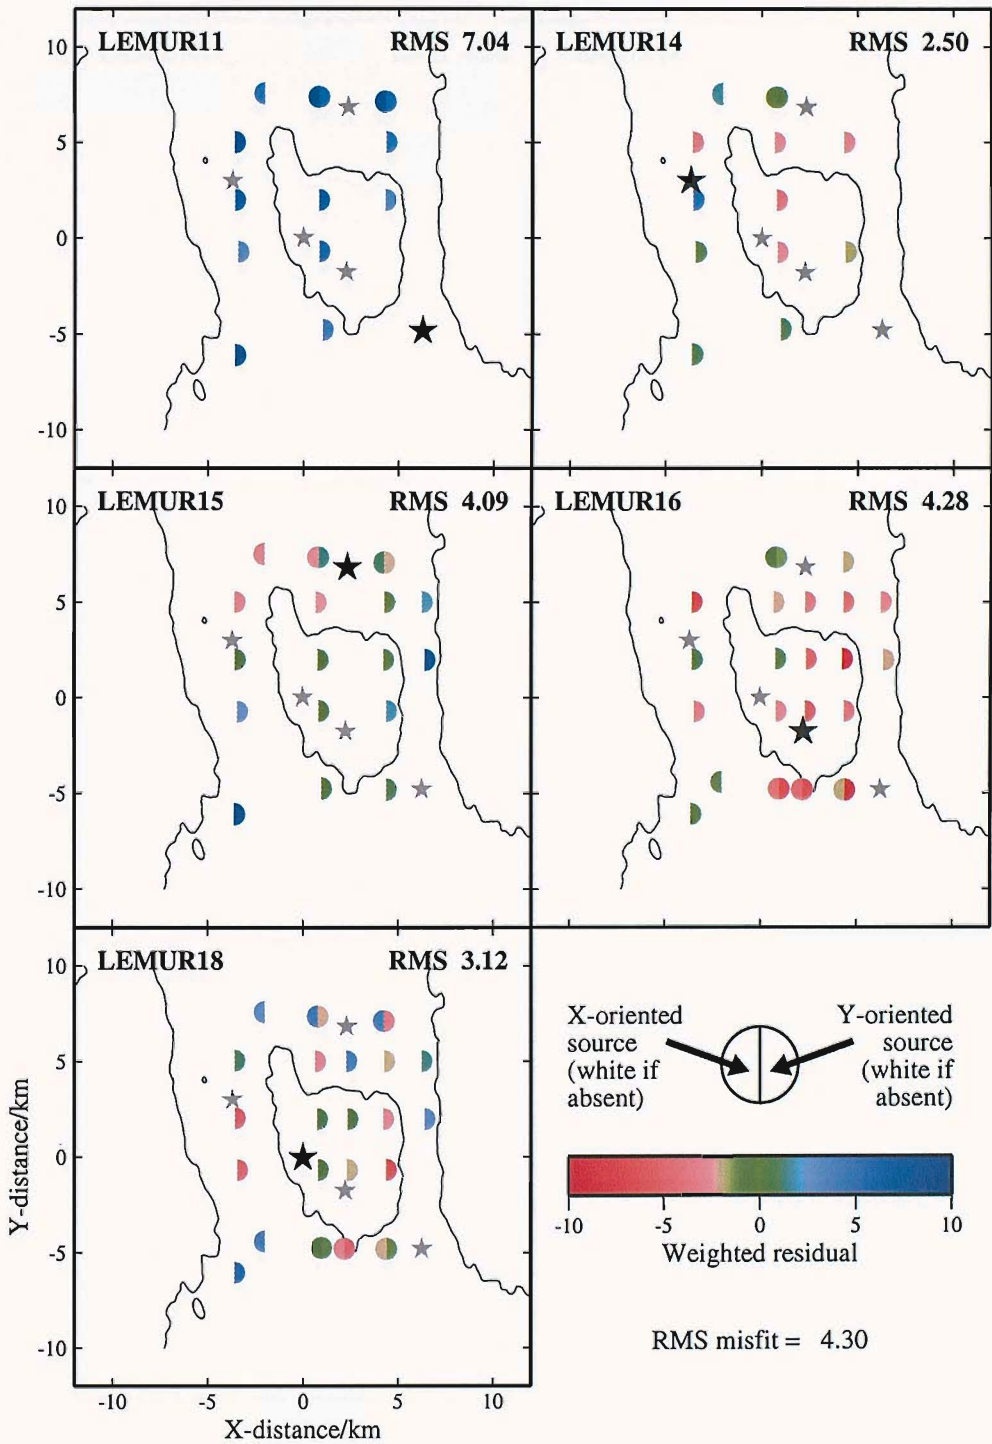 LEMUR11 RMS 7.04
LEMUR14 RMS 2.50
10
5
0
-5
-10
LEMUR15 RMS 4.09
LEMUR16 RMS 4.28
10
5
0
-5
-10
LEMUR18 RMS 3.12
10
5
0
-5
-10
Y-distance/km
-10 -5 0 5 10
X-distance/km
X-oriented
source
(white if
absent)
Y-oriented
source
(white if
absent)
-10 -5 0 5 10
Weighted residual
RMS misfit = 4.30